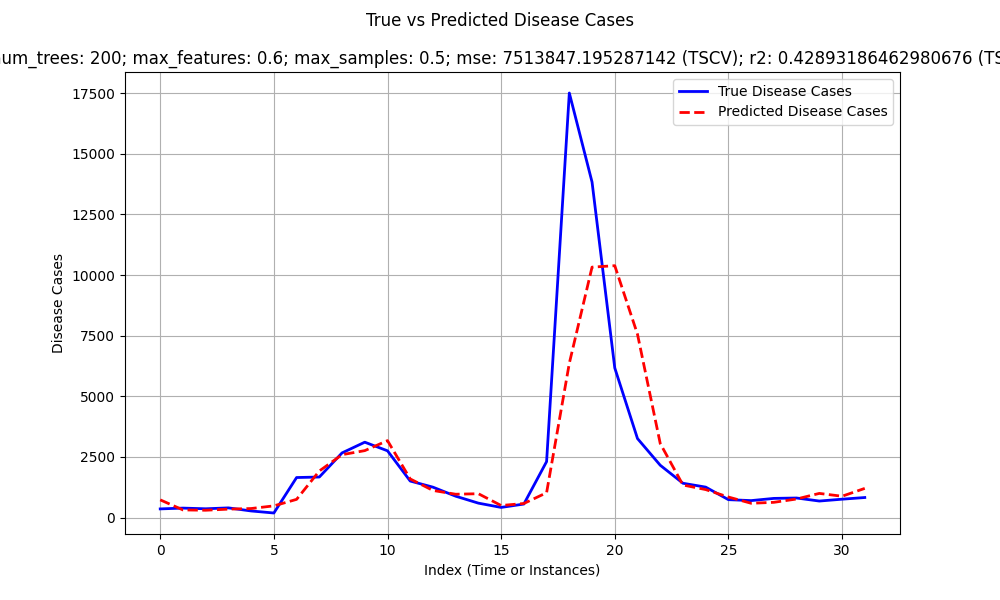 True vs Predicted Disease Cases
num_trees: 200; max_features: 0.6; max_samples: 0.5; mse: 7513847.195287142 (TSCV); r2: 0.42893186462980676 (TS
True Disease Cases
Predicted Disease Cases
17500
15000
12500
10000
7500
5000
2500
0
Disease Cases
0 5 10 15 20 25 30
Index (Time or Instances)